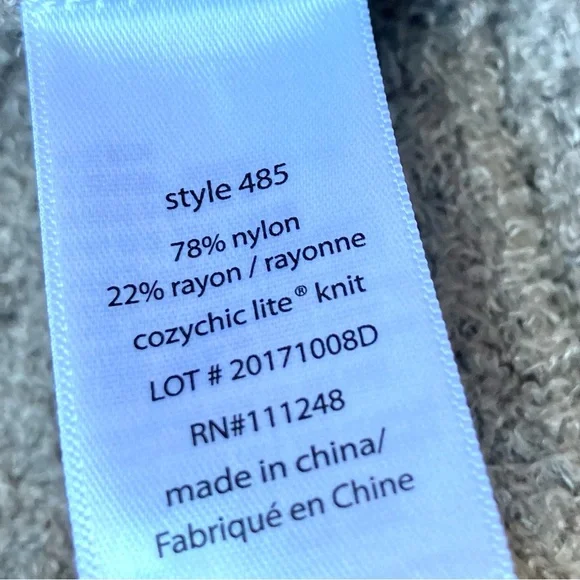 style 485
78% nylon
22% rayon / rayonne
cozychic lite® knit
LOT # 20171008D
RN#111248
made in china/
Fabriqué en Chine